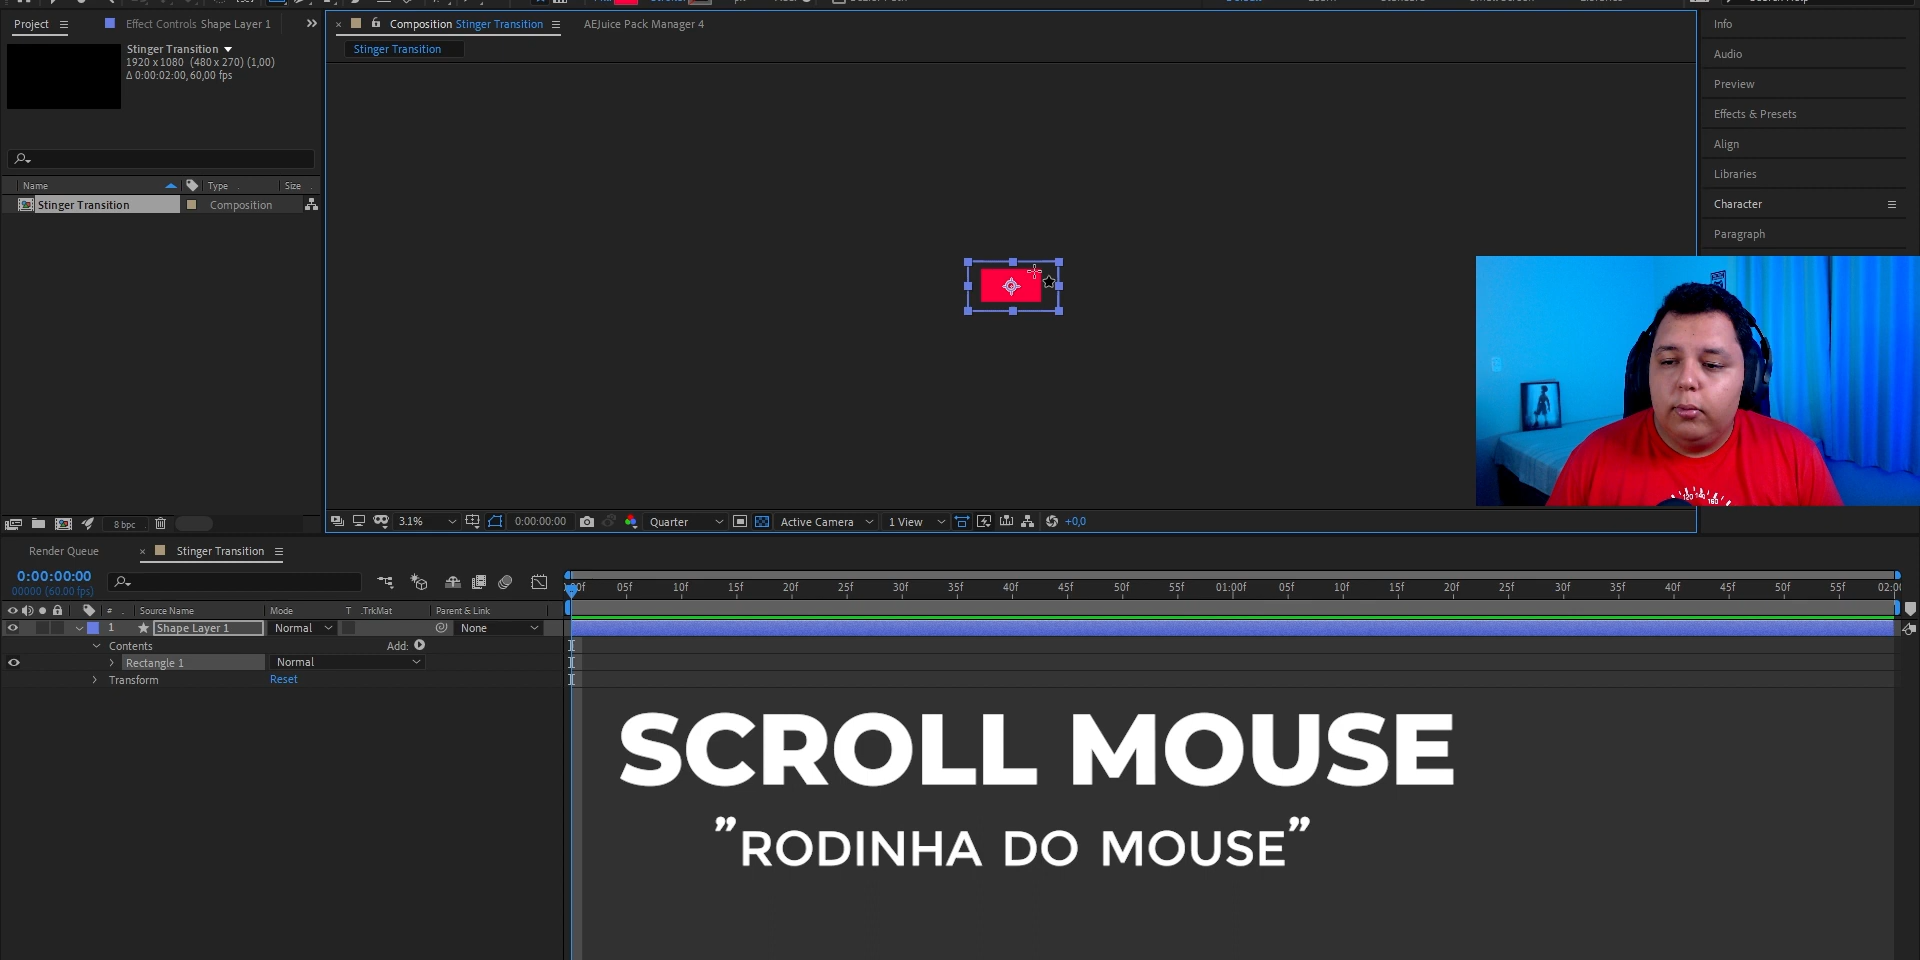 Project
Effect Controls Shape Layer 1
Composition Stinger Transition
AEJuice Pack Manager 4
Info
Stinger Transition
Stinger Transition
1920 x 1080 (480 x 270) (1,00)
Δ 0:00:02:00, 60,00 fps
Audio
Preview
Effects & Presets
Align
Libraries
Name
Type
Size
Stinger Transition
Composition
Character
Paragraph
120 140 160
8 bpc
3.1%
0:00:00:00
Quarter
Active Camera
1 View
+0,0
Render Queue
Stinger Transition
0:00:00:00
00000 (60.00 fps)
05f 10f 15f 20f 25f 30f 35f 40f 45f 50f 55f 01:00f 05f 10f 15f 20f 25f 30f 35f 40f 45f 50f 55f
# Source Name Mode T .TrkMat Parent & Link
1 Shape Layer 1 Normal None
Contents Add:
Rectangle 1 Normal
Transform Reset
SCROLL MOUSE
”RODINHA DO MOUSE”